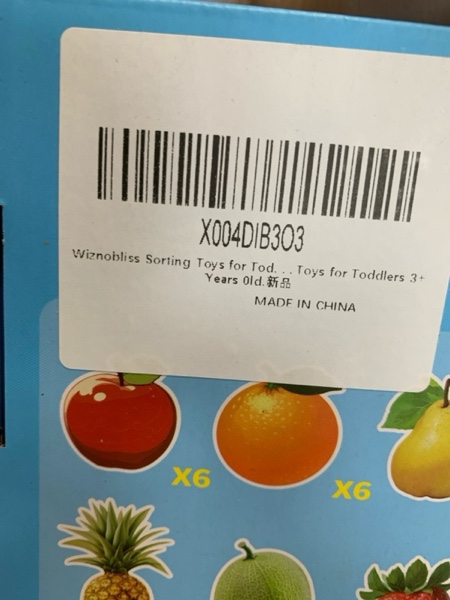 X004DIB3O3
Wiznobliss Sorting Toys for Tod. . . Toys for Toddlers 3+
Years Old.新品
MADE IN CHINA
X6
X6